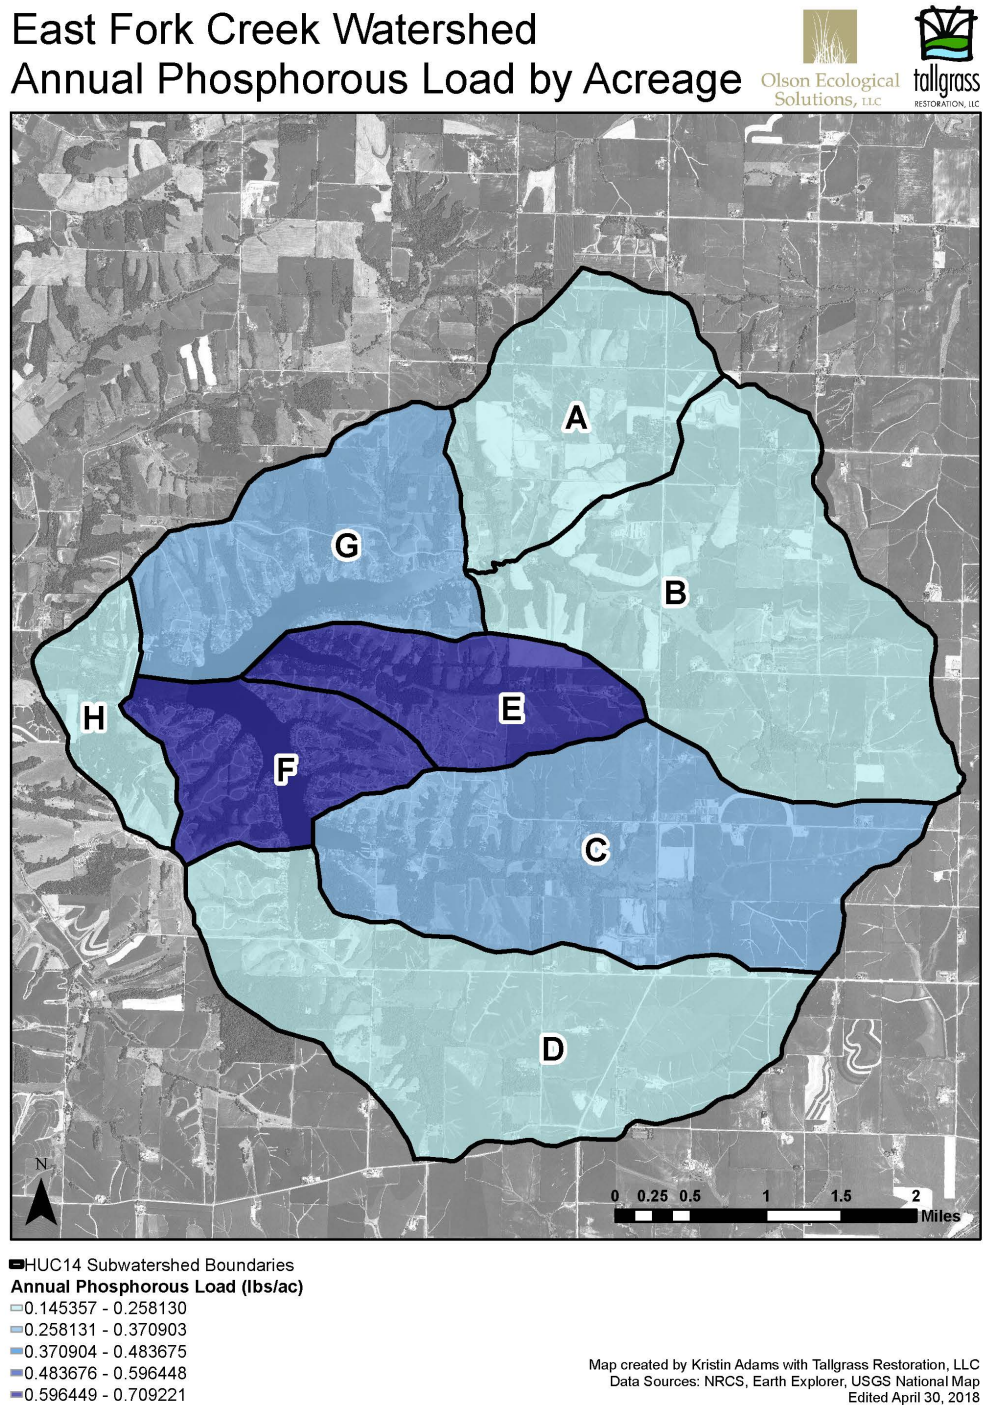 East Fork Creek Watershed
Annual Phosphorous Load by Acreage
Olson Ecological
Solutions, LLC
tallgrass
RESTORATION, LLC
A
G
B
H
E
F
C
D
N
0 0.25 0.5 1 1.5 2
Miles
HUC14 Subwatershed Boundaries
Annual Phosphorous Load (lbs/ac)
0.145357 - 0.258130
0.258131 - 0.370903
0.370904 - 0.483675
0.483676 - 0.596448
0.596449 - 0.709221
Map created by Kristin Adams with Tallgrass Restoration, LLC
Data Sources: NRCS, Earth Explorer, USGS National Map
Edited April 30, 2018